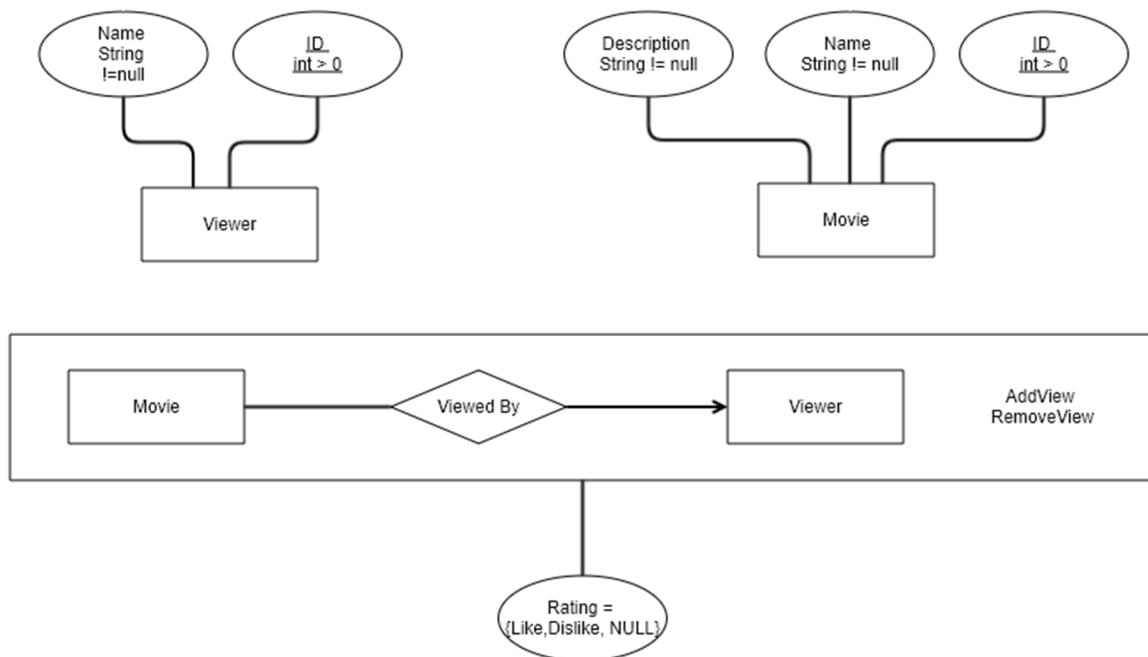 Name
String
!=null
ID
int > 0
Description
String != null
Name
String != null
ID
int > 0
Viewer
Movie
Movie
Viewed By
Viewer
AddView
RemoveView
Rating =
{Like,Dislike, NULL}